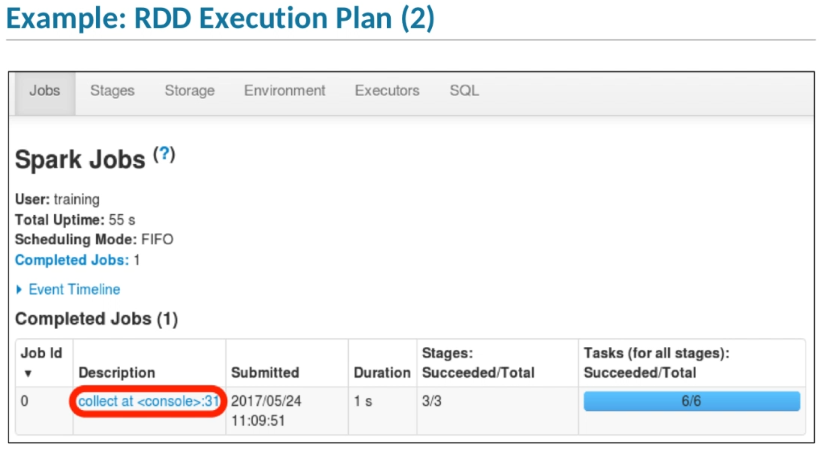 Example: RDD Execution Plan (2)
Jobs Stages Storage Environment Executors SQL
Spark Jobs (?)
User: training
Total Uptime: 55 s
Scheduling Mode: FIFO
Completed Jobs: 1
Event Timeline
Completed Jobs (1)
Job Id ▾ Description Submitted Duration Stages: Succeeded/Total Tasks (for all stages): Succeeded/Total
0 collect at <console>:31 2017/05/24 11:09:51 1 s 3/3 6/6